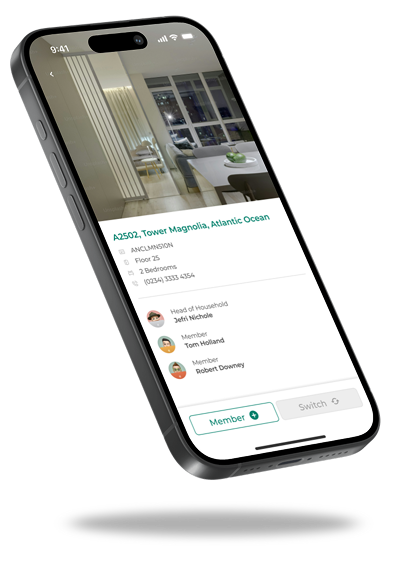 9:41
A2502, Tower Magnolia, Atlantic Ocean
ANCLMNSION
Floor 25
2 Bedrooms
(0234) 3333 4354
Head of Household
Jefri Nichole
Member
Tom Holland
Member
Robert Downey
Member
Switch